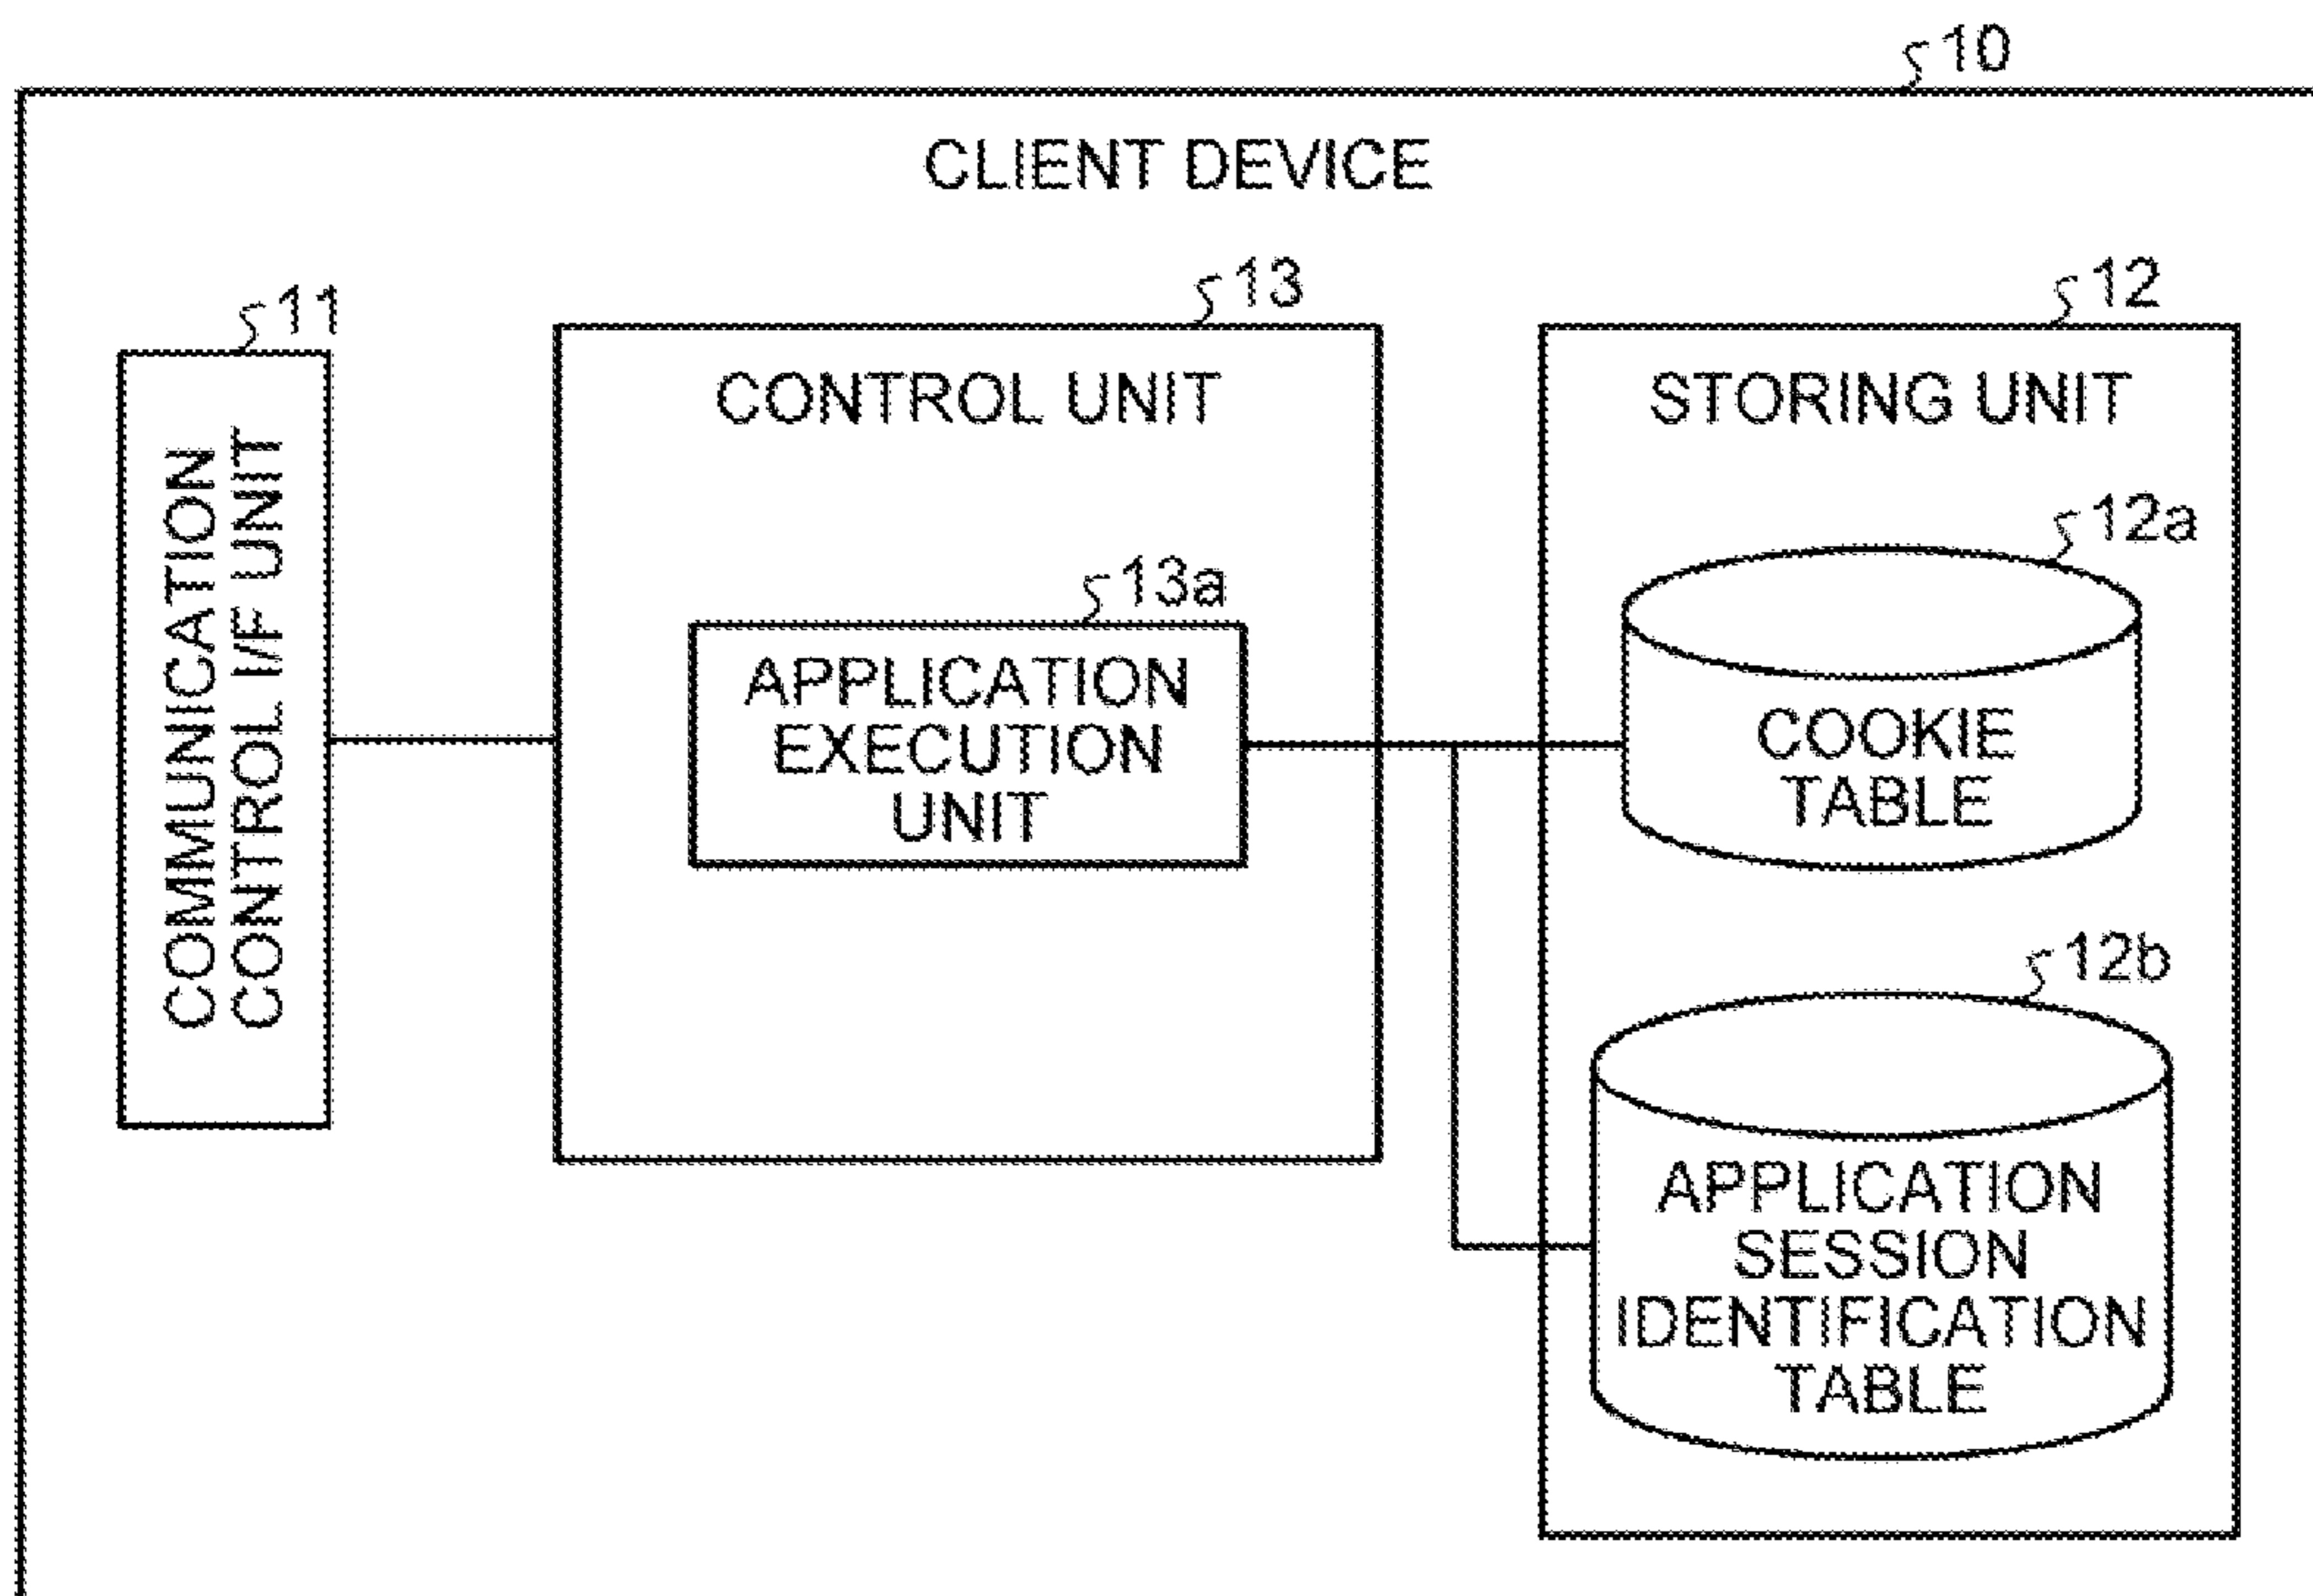 10
CLIENT DEVICE
11
COMMUNICATION
CONTROL I/F UNIT
13
CONTROL UNIT
13a
APPLICATION
EXECUTION
UNIT
12
STORING UNIT
12a
COOKIE
TABLE
12b
APPLICATION
SESSION
IDENTIFICATION
TABLE